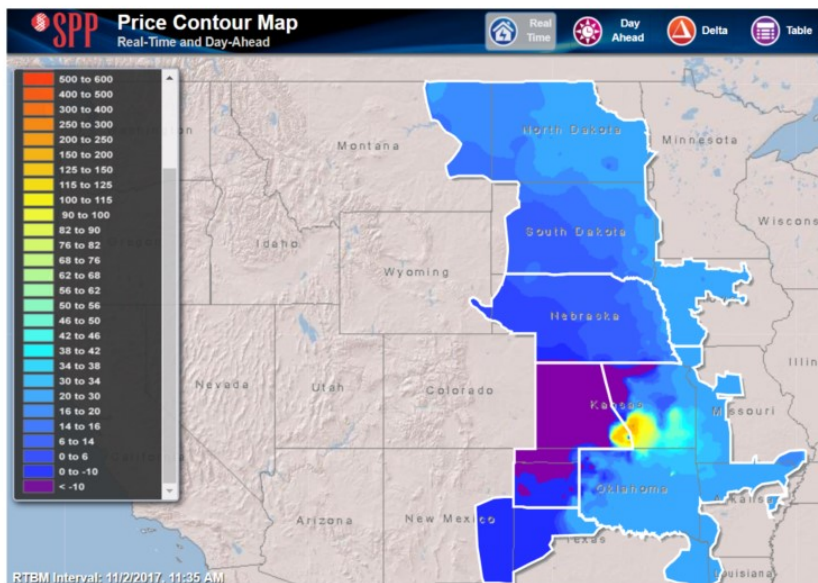 SPP
Price Contour Map
Real-Time and Day-Ahead
Real
Time
Day
Ahead
Delta
Table
500 to 600
400 to 500
300 to 400
250 to 300
200 to 250
150 to 200
125 to 150
115 to 125
100 to 115
90 to 100
82 to 90
76 to 82
68 to 76
62 to 68
56 to 62
50 to 56
46 to 50
42 to 46
38 to 42
34 to 38
30 to 34
20 to 30
16 to 20
14 to 16
6 to 14
0 to 6
0 to -10
< -10
Montana
North Dakota
Minnesota
Idaho
Wyoming
South Dakota
Wiscons
Nebraska
Nevada
Utah
Colorado
Kansas
Missouri
Illin
Arizona
New Mexico
Oklahoma
Arkansas
Texas
Louisiana
RTBM Interval: 11/2/2017, 11:35 AM